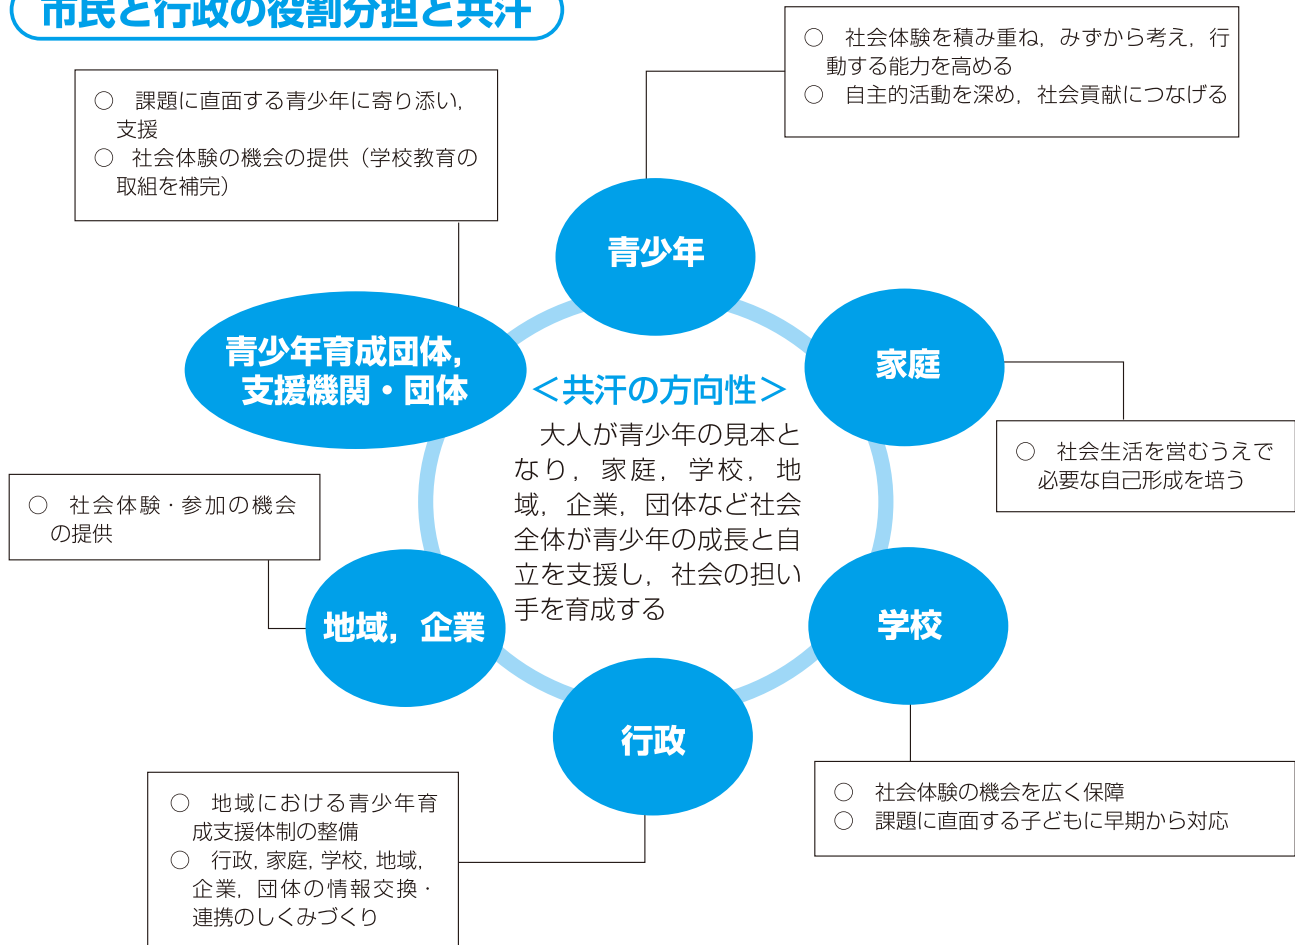 市民と行政の役割分担と共汗
○ 社会体験を積み重ね，みずから考え，行
動する能力を高める
○ 自主的活動を深め，社会貢献につなげる
○ 課題に直面する青少年に寄り添い，
支援
○ 社会体験の機会の提供（学校教育の
取組を補完）
青少年
青少年育成団体，
支援機関・団体
家庭
＜共汗の方向性＞
大人が青少年の見本と
なり，家庭，学校，地
域，企業，団体など社会
全体が青少年の成長と自
立を支援し，社会の担い
手を育成する
○ 社会生活を営むうえで
必要な自己形成を培う
○ 社会体験・参加の機会
の提供
地域，企業
学校
行政
○ 社会体験の機会を広く保障
○ 課題に直面する子どもに早期から対応
○ 地域における青少年育
成支援体制の整備
○ 行政，家庭，学校，地域，
企業，団体の情報交換・
連携のしくみづくり